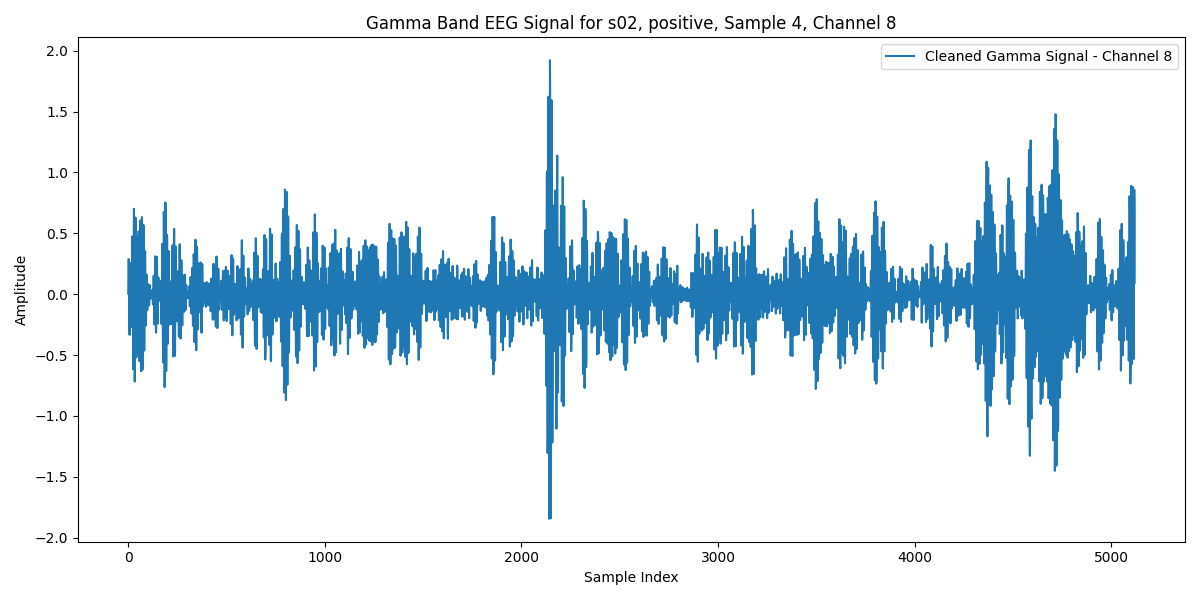 Gamma Band EEG Signal for s02, positive, Sample 4, Channel 8
Cleaned Gamma Signal - Channel 8
Amplitude
2.0
1.5
1.0
0.5
0.0
−0.5
−1.0
−1.5
−2.0
0 1000 2000 3000 4000 5000
Sample Index